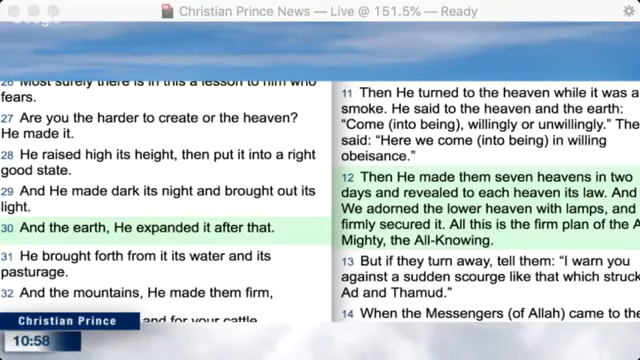 Christian Prince News — Live @ 151.5% — Ready
Google
26 Most surely there is in this a lesson to him who
fears.
27 Are you the harder to create or the heaven?
He made it.
28 He raised high its height, then put it into a right
good state.
29 And He made dark its night and brought out its
light.
30 And the earth, He expanded it after that.
31 He brought forth from it its water and its
pasturage.
32 And the mountains, He made them firm,
and for your cattle
11 Then He turned to the heaven while it was a
smoke. He said to the heaven and the earth:
“Come (into being), willingly or unwillingly.” The
said: “Here we come (into being) in willing
obeisance.”
12 Then He made them seven heavens in two
days and revealed to each heaven its law. And
We adorned the lower heaven with lamps, and
firmly secured it. All this is the firm plan of the A
Mighty, the All-Knowing.
13 But if they turn away, tell them: “I warn you
against a sudden scourge like that which struck
Ad and Thamud.”
14 When the Messengers (of Allah) came to the
Christian Prince
10:58